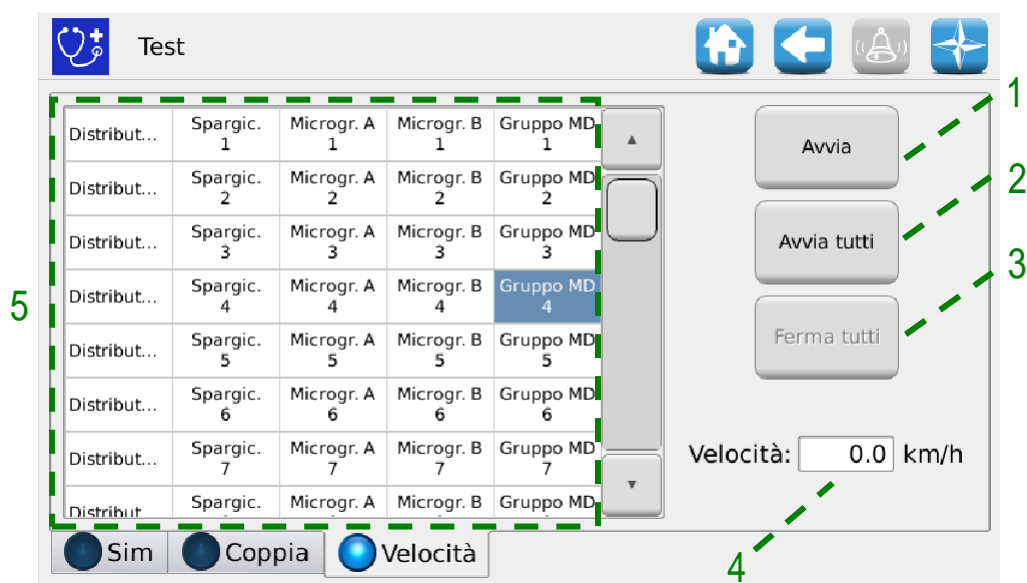 Test
1
2
3
4
5
Distribut... Spargic. 1 Microgr. A 1 Microgr. B 1 Gruppo MD 1
Distribut... Spargic. 2 Microgr. A 2 Microgr. B 2 Gruppo MD 2
Distribut... Spargic. 3 Microgr. A 3 Microgr. B 3 Gruppo MD 3
Distribut... Spargic. 4 Microgr. A 4 Microgr. B 4 Gruppo MD 4
Distribut... Spargic. 5 Microgr. A 5 Microgr. B 5 Gruppo MD 5
Distribut... Spargic. 6 Microgr. A 6 Microgr. B 6 Gruppo MD 6
Distribut... Spargic. 7 Microgr. A 7 Microgr. B 7 Gruppo MD 7
Distribut Spargic. Microgr. A Microgr. B Gruppo MD
Avvia
Avvia tutti
Ferma tutti
Velocità: 0.0 km/h
Sim Coppia Velocità